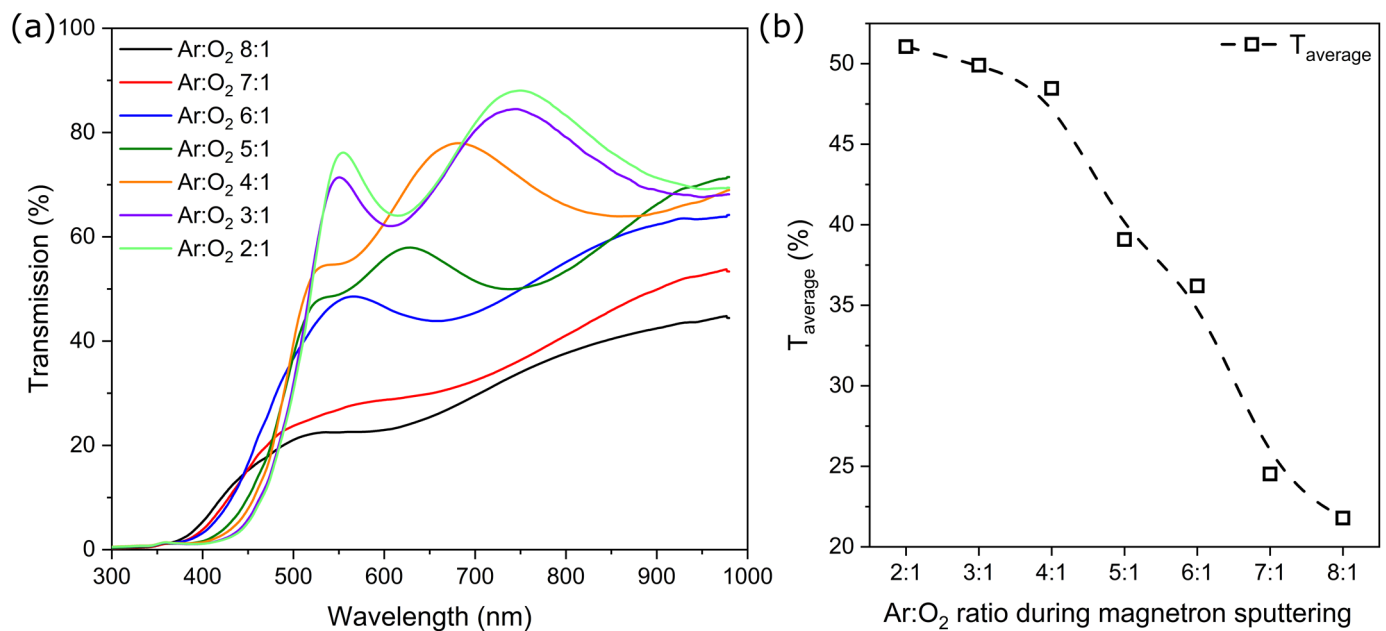 (a)
100
80
60
40
20
0
Transmission (%)
Ar:O₂ 8:1
Ar:O₂ 7:1
Ar:O₂ 6:1
Ar:O₂ 5:1
Ar:O₂ 4:1
Ar:O₂ 3:1
Ar:O₂ 2:1
300 400 500 600 700 800 900 1000
Wavelength (nm)
(b)
50
45
40
35
30
25
20
T_average (%)
T_average
2:1 3:1 4:1 5:1 6:1 7:1 8:1
Ar:O₂ ratio during magnetron sputtering